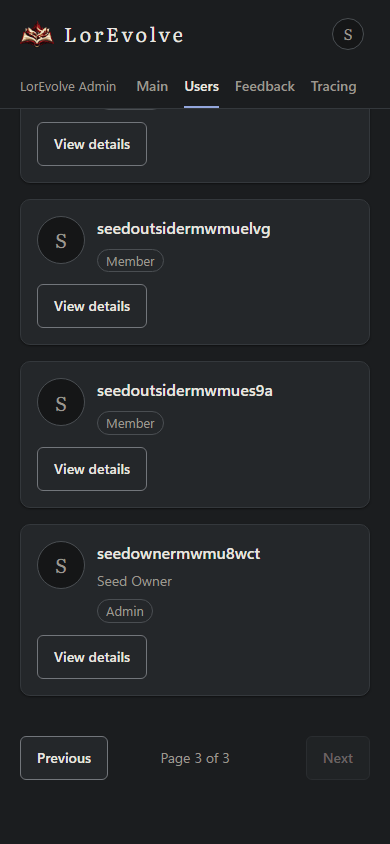 LorEvolve
S
LorEvolve Admin Main Users Feedback Tracing
View details
S
seedoutsidermwmuelvg
Member
View details
S
seedoutsidermwmues9a
Member
View details
S
seedownermwmu8wct
Seed Owner
Admin
View details
Previous
Page 3 of 3
Next